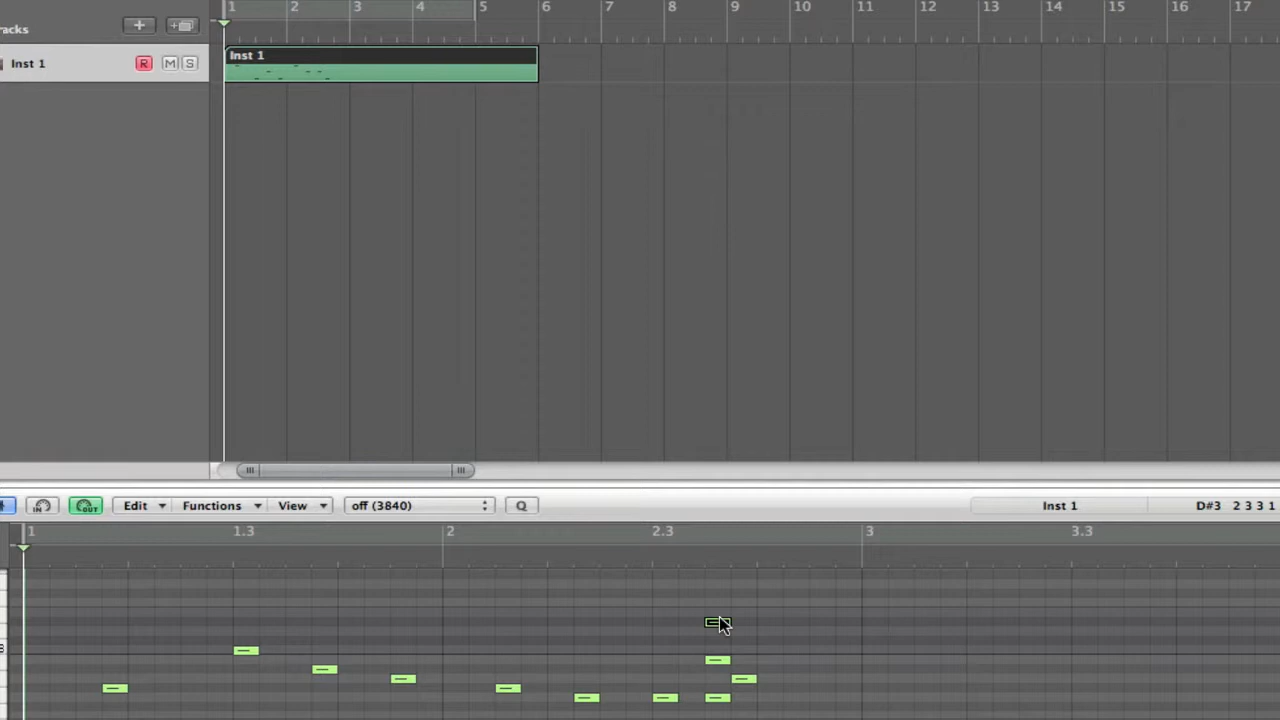 1 2 3 4 5 6 7 8 9 10 11 12 13 14 15 16 17
racks + +
Inst 1 R M S
Inst 1
IN OUT Edit Functions View off (3840) Q Inst 1 D#3 2 3 3 1
1 1.3 2 2.3 3 3.3